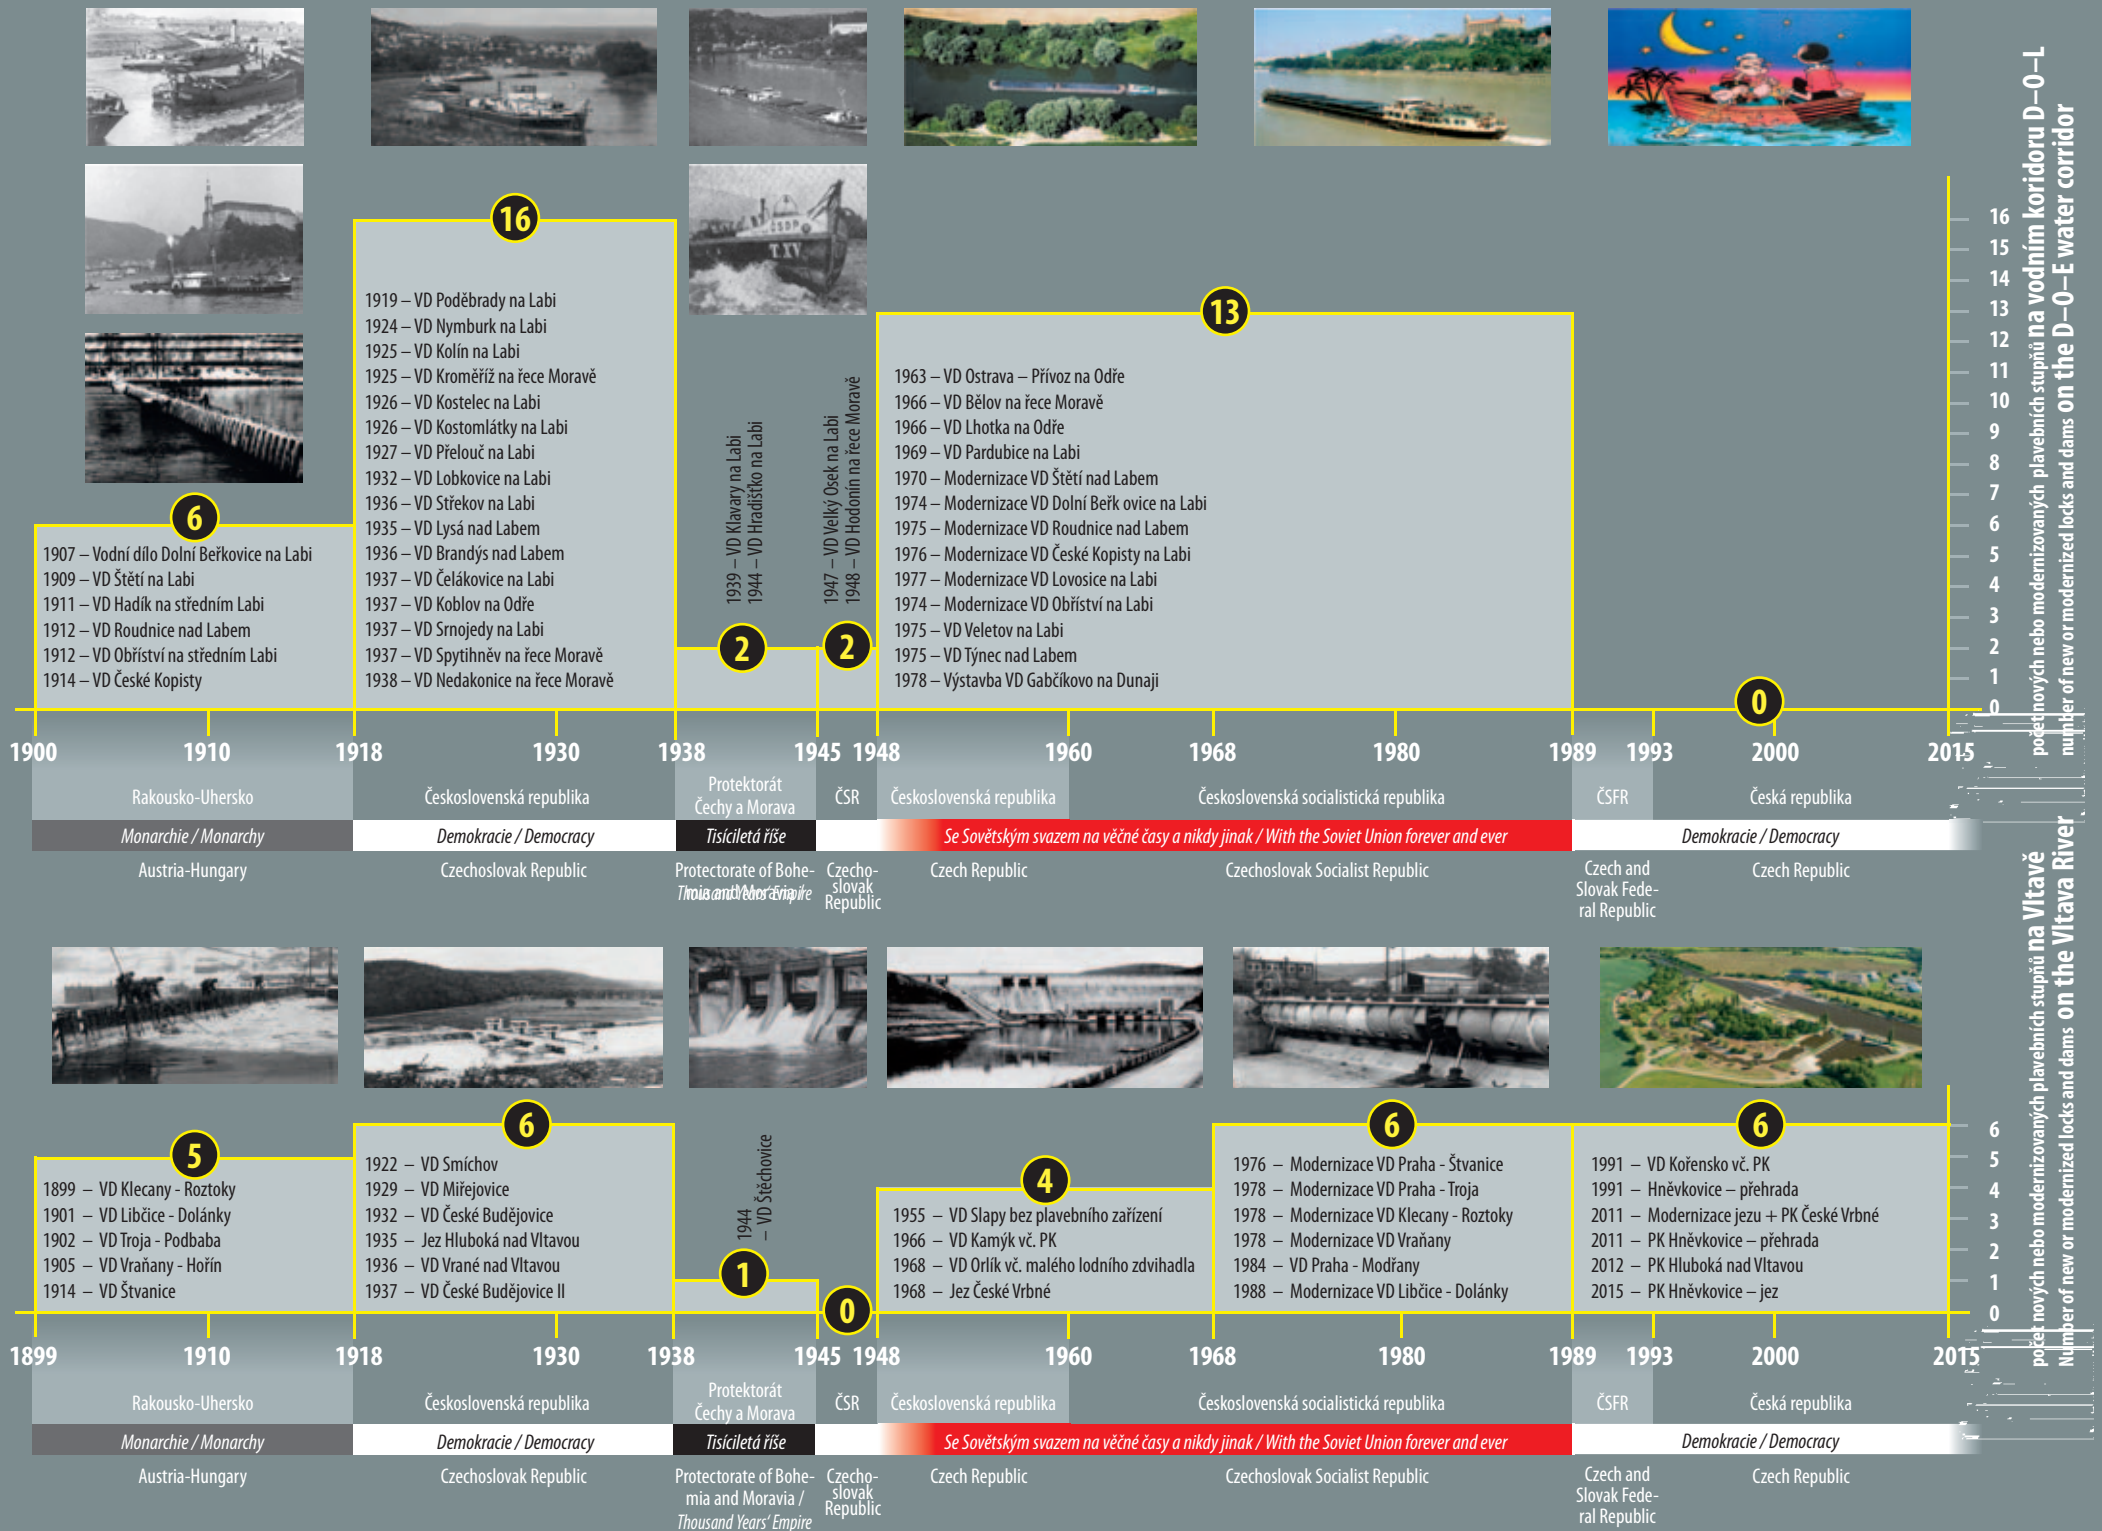 ČSDP
T.XV
16
1919 – VD Poděbrady na Labi
1924 – VD Nymburk na Labi
1925 – VD Kolín na Labi
1925 – VD Kroměříž na řece Moravě
1926 – VD Kostelec na Labi
1926 – VD Kostomlátky na Labi
1927 – VD Přelouč na Labi
1932 – VD Lobkovice na Labi
1936 – VD Střekov na Labi
1935 – VD Lysá nad Labem
1936 – VD Brandýs nad Labem
1937 – VD Čelákovice na Labi
1937 – VD Koblov na Odře
1937 – VD Srnojedy na Labi
1937 – VD Spytihněv na řece Moravě
1938 – VD Nedakonice na řece Moravě
6
1907 – Vodní dílo Dolní Beřkovice na Labi
1909 – VD Štětí na Labi
1911 – VD Hadík na středním Labi
1912 – VD Roudnice nad Labem
1912 – VD Obříství na středním Labi
1914 – VD České Kopisty
1939 – VD Klavary na Labi
1944 – VD Hradišťko na Labi
2
1947 – VD Velký Osek na Labi
1948 – VD Hodonín na řece Moravě
2
13
1963 – VD Ostrava – Přívoz na Odře
1966 – VD Bělov na řece Moravě
1966 – VD Lhotka na Odře
1969 – VD Pardubice na Labi
1970 – Modernizace VD Štětí nad Labem
1974 – Modernizace VD Dolní Beřk ovice na Labi
1975 – Modernizace VD Roudnice nad Labem
1976 – Modernizace VD České Kopisty na Labi
1977 – Modernizace VD Lovosice na Labi
1974 – Modernizace VD Obříství na Labi
1975 – VD Veletov na Labi
1975 – VD Týnec nad Labem
1978 – Výstavba VD Gabčíkovo na Dunaji
0
16
15
14
13
12
11
10
9
8
7
6
5
4
3
2
1
0
počet nových nebo modernizovaných plavebních stupňů na vodním koridoru D–O–L
number of new or modernized locks and dams on the D–O–E water corridor
1900 1910 1918 1930 1938 1945 1948 1960 1968 1980 1989 1993 2000 2015
Rakousko-Uhersko
Československá republika
Protektorát
Čechy a Morava
ČSR
Československá republika
Československá socialistická republika
ČSFR
Česká republika
Monarchie / Monarchy
Demokracie / Democracy
Tisíciletá říše
Se Sovětským svazem na věčné časy a nikdy jinak / With the Soviet Union forever and ever
Demokracie / Democracy
Austria-Hungary
Czechoslovak Republic
Protectorate of Bohe-
mia and Moravia /
Thousand Years‘ Empire
Czecho-
slovak
Republic
Czech Republic
Czechoslovak Socialist Republic
Czech and
Slovak Fede-
ral Republic
Czech Republic
5
1899 – VD Klecany - Roztoky
1901 – VD Libčice - Dolánky
1902 – VD Troja - Podbaba
1905 – VD Vraňany - Hořín
1914 – VD Štvanice
6
1922 – VD Smíchov
1929 – VD Miřejovice
1932 – VD České Budějovice
1935 – Jez Hluboká nad Vltavou
1936 – VD Vrané nad Vltavou
1937 – VD České Budějovice II
1944
– VD Štěchovice
1
0
4
1955 – VD Slapy bez plavebního zařízení
1966 – VD Kamýk vč. PK
1968 – VD Orlík vč. malého lodního zdvihadla
1968 – Jez České Vrbné
6
1976 – Modernizace VD Praha - Štvanice
1978 – Modernizace VD Praha - Troja
1978 – Modernizace VD Klecany - Roztoky
1978 – Modernizace VD Vraňany
1984 – VD Praha - Modřany
1988 – Modernizace VD Libčice - Dolánky
6
1991 – VD Kořensko vč. PK
1991 – Hněvkovice – přehrada
2011 – Modernizace jezu + PK České Vrbné
2011 – PK Hněvkovice – přehrada
2012 – PK Hluboká nad Vltavou
2015 – PK Hněvkovice – jez
6
5
4
3
2
1
0
počet nových nebo modernizovaných plavebních stupňů na Vltavě
Number of new or modernized locks and dams on the Vltava River
1899 1910 1918 1930 1938 1945 1948 1960 1968 1980 1989 1993 2000 2015
Rakousko-Uhersko
Československá republika
Protektorát
Čechy a Morava
ČSR
Československá republika
Československá socialistická republika
ČSFR
Česká republika
Monarchie / Monarchy
Demokracie / Democracy
Tisíciletá říše
Se Sovětským svazem na věčné časy a nikdy jinak / With the Soviet Union forever and ever
Demokracie / Democracy
Austria-Hungary
Czechoslovak Republic
Protectorate of Bohe-
mia and Moravia /
Thousand Years‘ Empire
Czecho-
slovak
Republic
Czech Republic
Czechoslovak Socialist Republic
Czech and
Slovak Fede-
ral Republic
Czech Republic